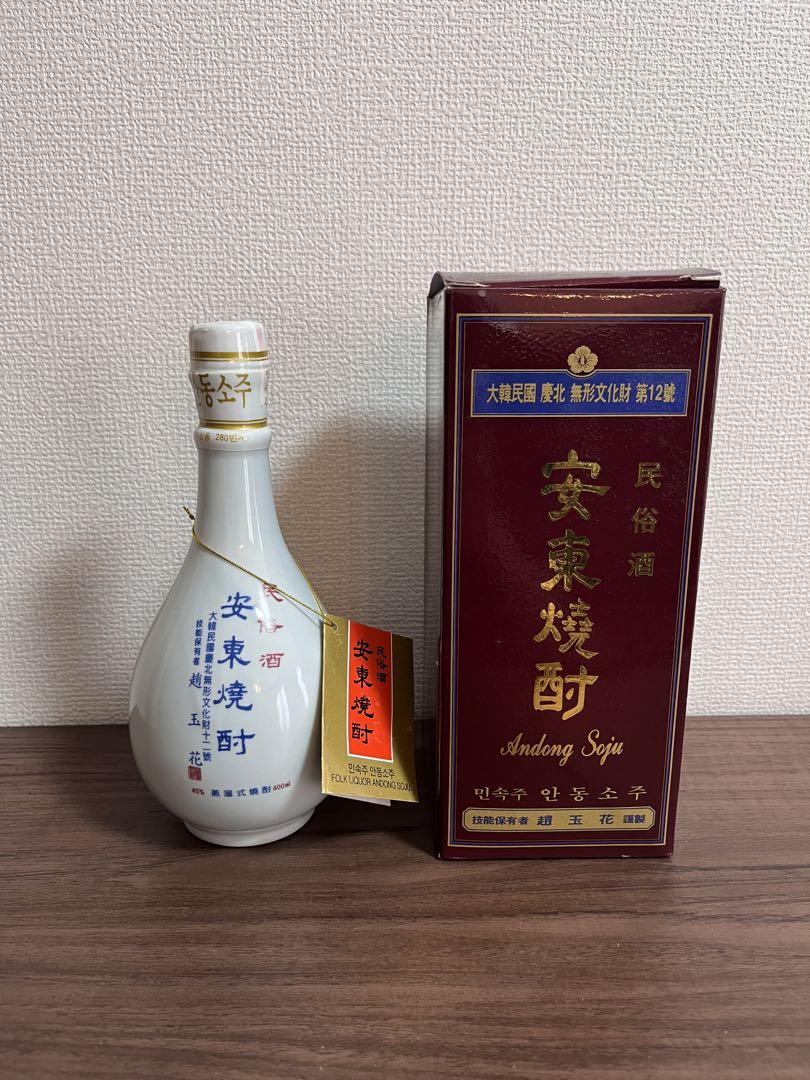 동소주
280번
民俗酒
安東燒酎
大韓民國慶北無形文化財十二號
技能保有者
趙玉花
45% 蒸溜式燒酎 400ml
民俗酒
安東燒酎
민속주 안동소주
FOLK LIQUOR ANDONG SOJU
大韓民國 慶北 無形文化財 第12號
民俗酒
安東燒酎
Andong Soju
민속주 안동소주
技能保有者 趙玉花 謹製